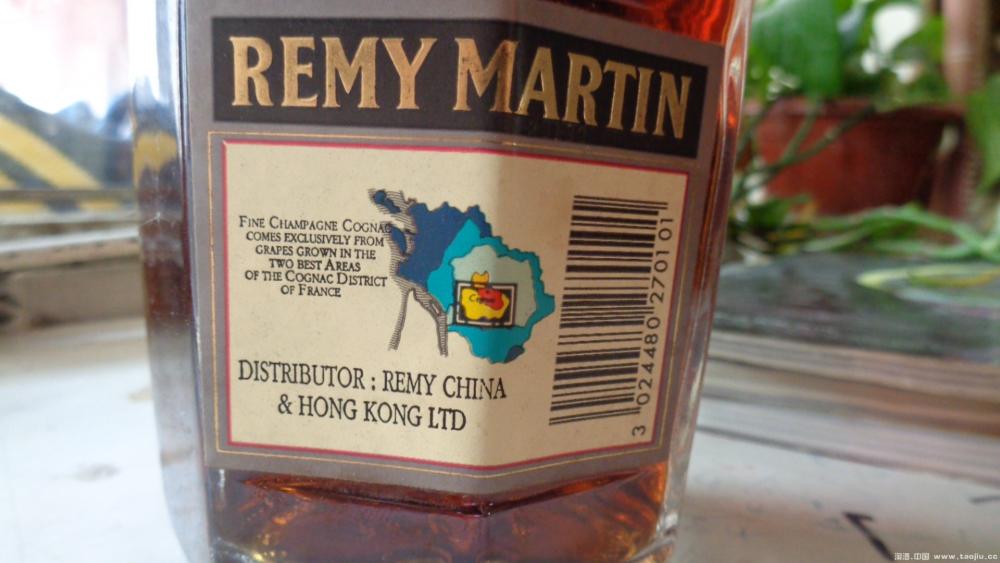 REMY MARTIN
FINE CHAMPAGNE COGNAC
COMES EXCLUSIVELY FROM
GRAPES GROWN IN THE
TWO BEST AREAS
OF THE COGNAC DISTRICT
OF FRANCE
Cognac
DISTRIBUTOR : REMY CHINA
& HONG KONG LTD
3 024480 270101
淘酒.中国 www.taojiu.cc